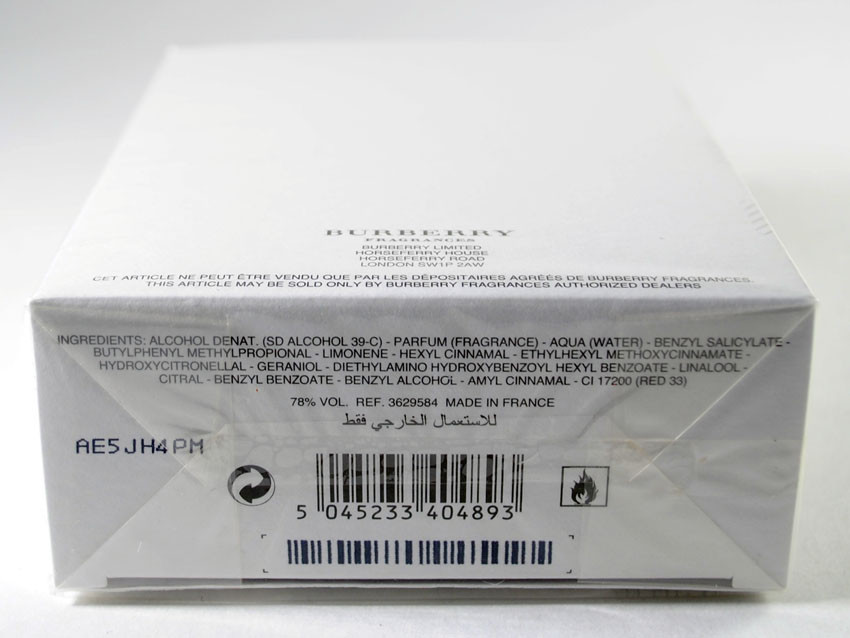 BURBERRY
FRAGRANCES
BURBERRY LIMITED
HORSEFERRY HOUSE
HORSEFERRY ROAD
LONDON SW1P 2AW
CET ARTICLE NE PEUT ÊTRE VENDU QUE PAR LES DÉPOSITAIRES AGRÉÉS DE BURBERRY FRAGRANCES.
THIS ARTICLE MAY BE SOLD ONLY BY BURBERRY FRAGRANCES AUTHORIZED DEALERS
INGREDIENTS: ALCOHOL DENAT. (SD ALCOHOL 39-C) - PARFUM (FRAGRANCE) - AQUA (WATER) - BENZYL SALICYLATE -
BUTYLPHENYL METHYLPROPIONAL - LIMONENE - HEXYL CINNAMAL - ETHYLHEXYL METHOXYCINNAMATE -
HYDROXYCITRONELLAL - GERANIOL - DIETHYLAMINO HYDROXYBENZOYL HEXYL BENZOATE - LINALOOL -
CITRAL - BENZYL BENZOATE - BENZYL ALCOHOL - AMYL CINNAMAL - CI 17200 (RED 33)
78% VOL. REF. 3629584 MADE IN FRANCE
للاستعمال الخارجي فقط
AE5JH4PM
5 045233 404893